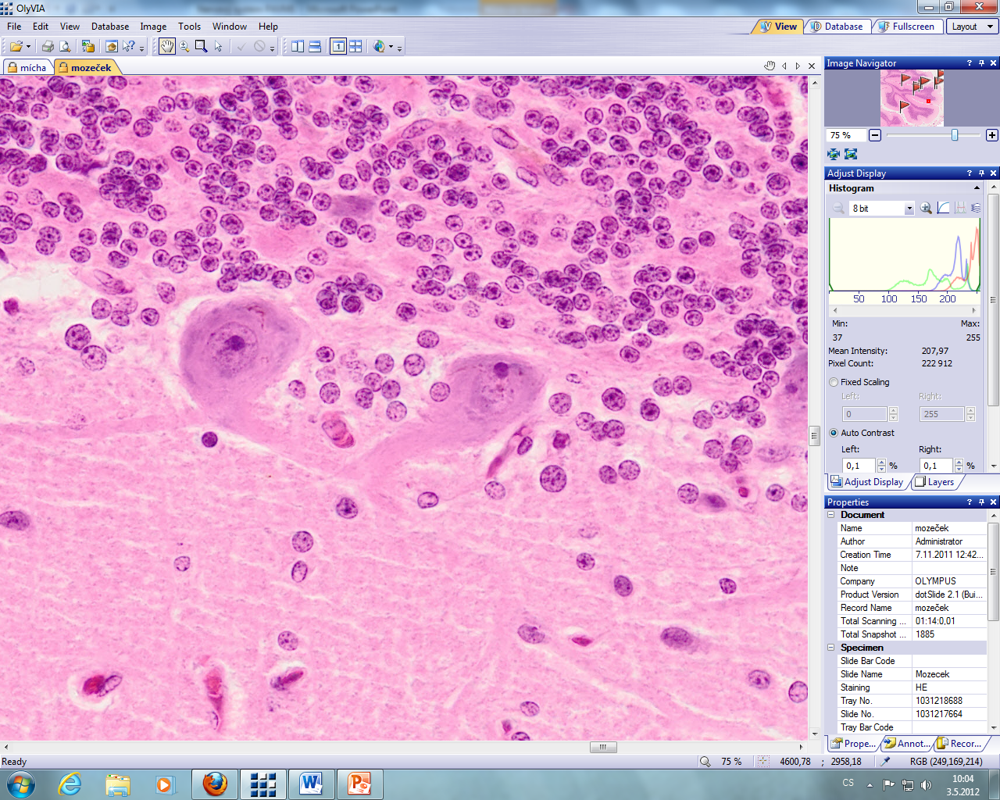 OlyVIA
File Edit View Database Image Tools Window Help
View Database Fullscreen Layout
1
mícha mozeček
Image Navigator
75 %
Adjust Display
Histogram
8 bit
50 100 150 200
Min: Max:
37 255
Mean Intensity: 207,97
Pixel Count: 222 912
Fixed Scaling
Left: Right:
0 255
Auto Contrast
Left: Right:
0,1 % 0,1 %
Adjust Display Layers
Properties
Document
Name mozeček
Author Administrator
Creation Time 7.11.2011 12:42...
Note
Company OLYMPUS
Product Version dotSlide 2.1 (Bui...
Record Name mozeček
Total Scanning ... 01:14:0,01
Total Snapshot ... 1885
Specimen
Slide Bar Code
Slide Name Mozecek
Staining HE
Tray No. 1031218688
Slide No. 1031217664
Tray Bar Code
Prope... Annot... Recor...
Ready 75 % 4600,78 ; 2958,18 RGB (249,169,214)
CS 10:04
3.5.2012